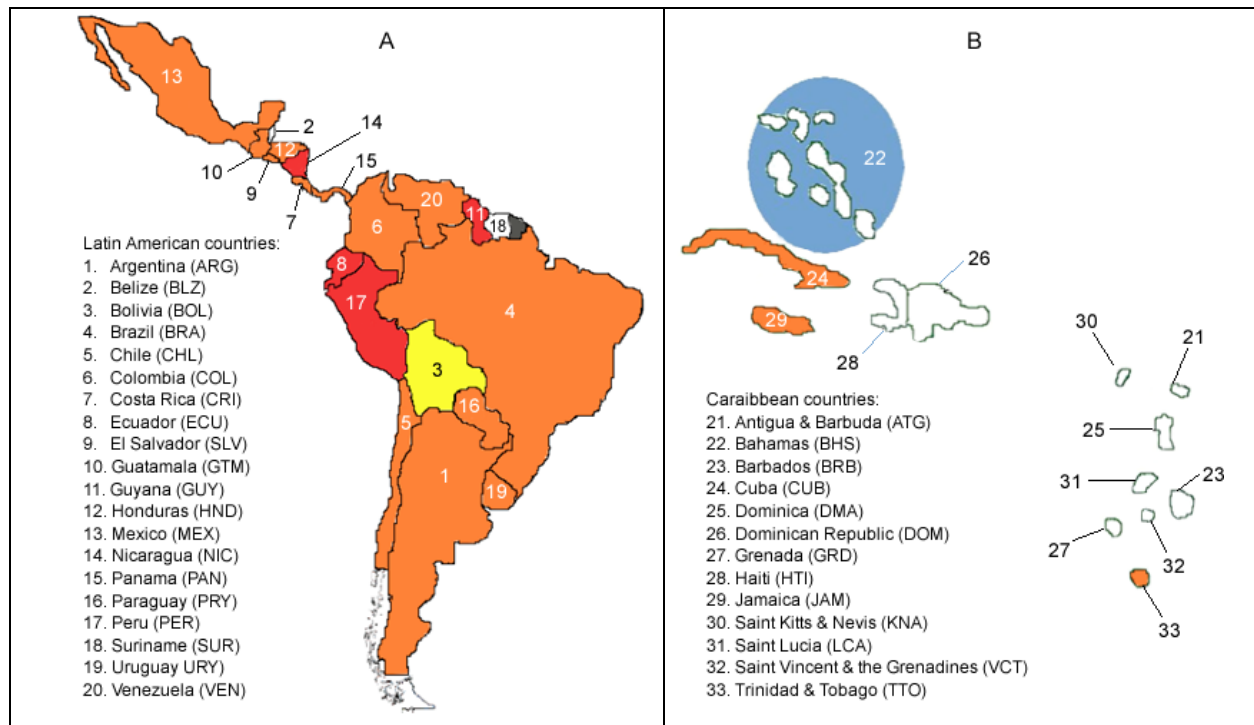 A
13
2
14
12
15
10
9
7
20
11
18
6
8
17
4
3
16
5
1
19
Latin American countries:
1. Argentina (ARG)
2. Belize (BLZ)
3. Bolivia (BOL)
4. Brazil (BRA)
5. Chile (CHL)
6. Colombia (COL)
7. Costa Rica (CRI)
8. Ecuador (ECU)
9. El Salvador (SLV)
10. Guatamala (GTM)
11. Guyana (GUY)
12. Honduras (HND)
13. Mexico (MEX)
14. Nicaragua (NIC)
15. Panama (PAN)
16. Paraguay (PRY)
17. Peru (PER)
18. Suriname (SUR)
19. Uruguay URY)
20. Venezuela (VEN)
B
22
26
24
29
28
30
21
25
31
23
27
32
33
Caraibbean countries:
21. Antigua & Barbuda (ATG)
22. Bahamas (BHS)
23. Barbados (BRB)
24. Cuba (CUB)
25. Dominica (DMA)
26. Dominican Republic (DOM)
27. Grenada (GRD)
28. Haiti (HTI)
29. Jamaica (JAM)
30. Saint Kitts & Nevis (KNA)
31. Saint Lucia (LCA)
32. Saint Vincent & the Grenadines (VCT)
33. Trinidad & Tobago (TTO)